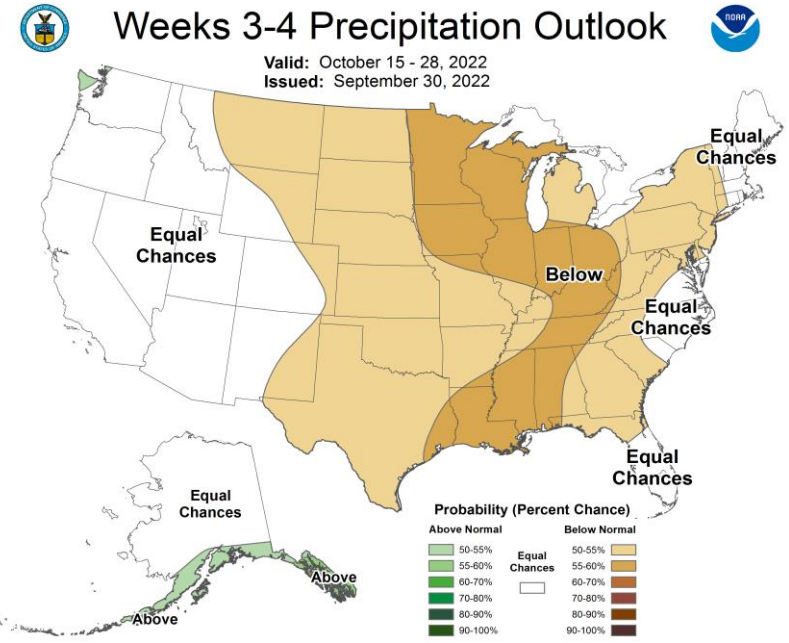 Weeks 3-4 Precipitation Outlook
Valid: October 15 - 28, 2022
Issued: September 30, 2022
NOAA
Equal
Chances
Equal
Chances
Below
Equal
Chances
Equal
Chances
Equal
Chances
Above
Above
Probability (Percent Chance)
Above Normal
Below Normal
Equal
Chances
50-55%
55-60%
60-70%
70-80%
80-90%
90-100%
50-55%
55-60%
60-70%
70-80%
80-90%
90-100%